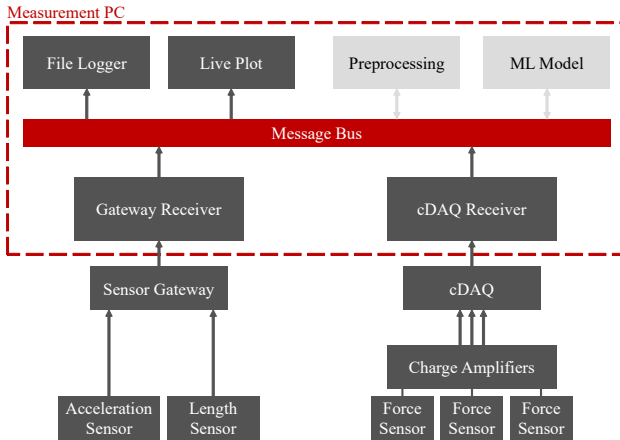 Measurement PC
File Logger
Live Plot
Preprocessing
ML Model
Message Bus
Gateway Receiver
cDAQ Receiver
Sensor Gateway
cDAQ
Charge Amplifiers
Acceleration
Sensor
Length
Sensor
Force
Sensor
Force
Sensor
Force
Sensor